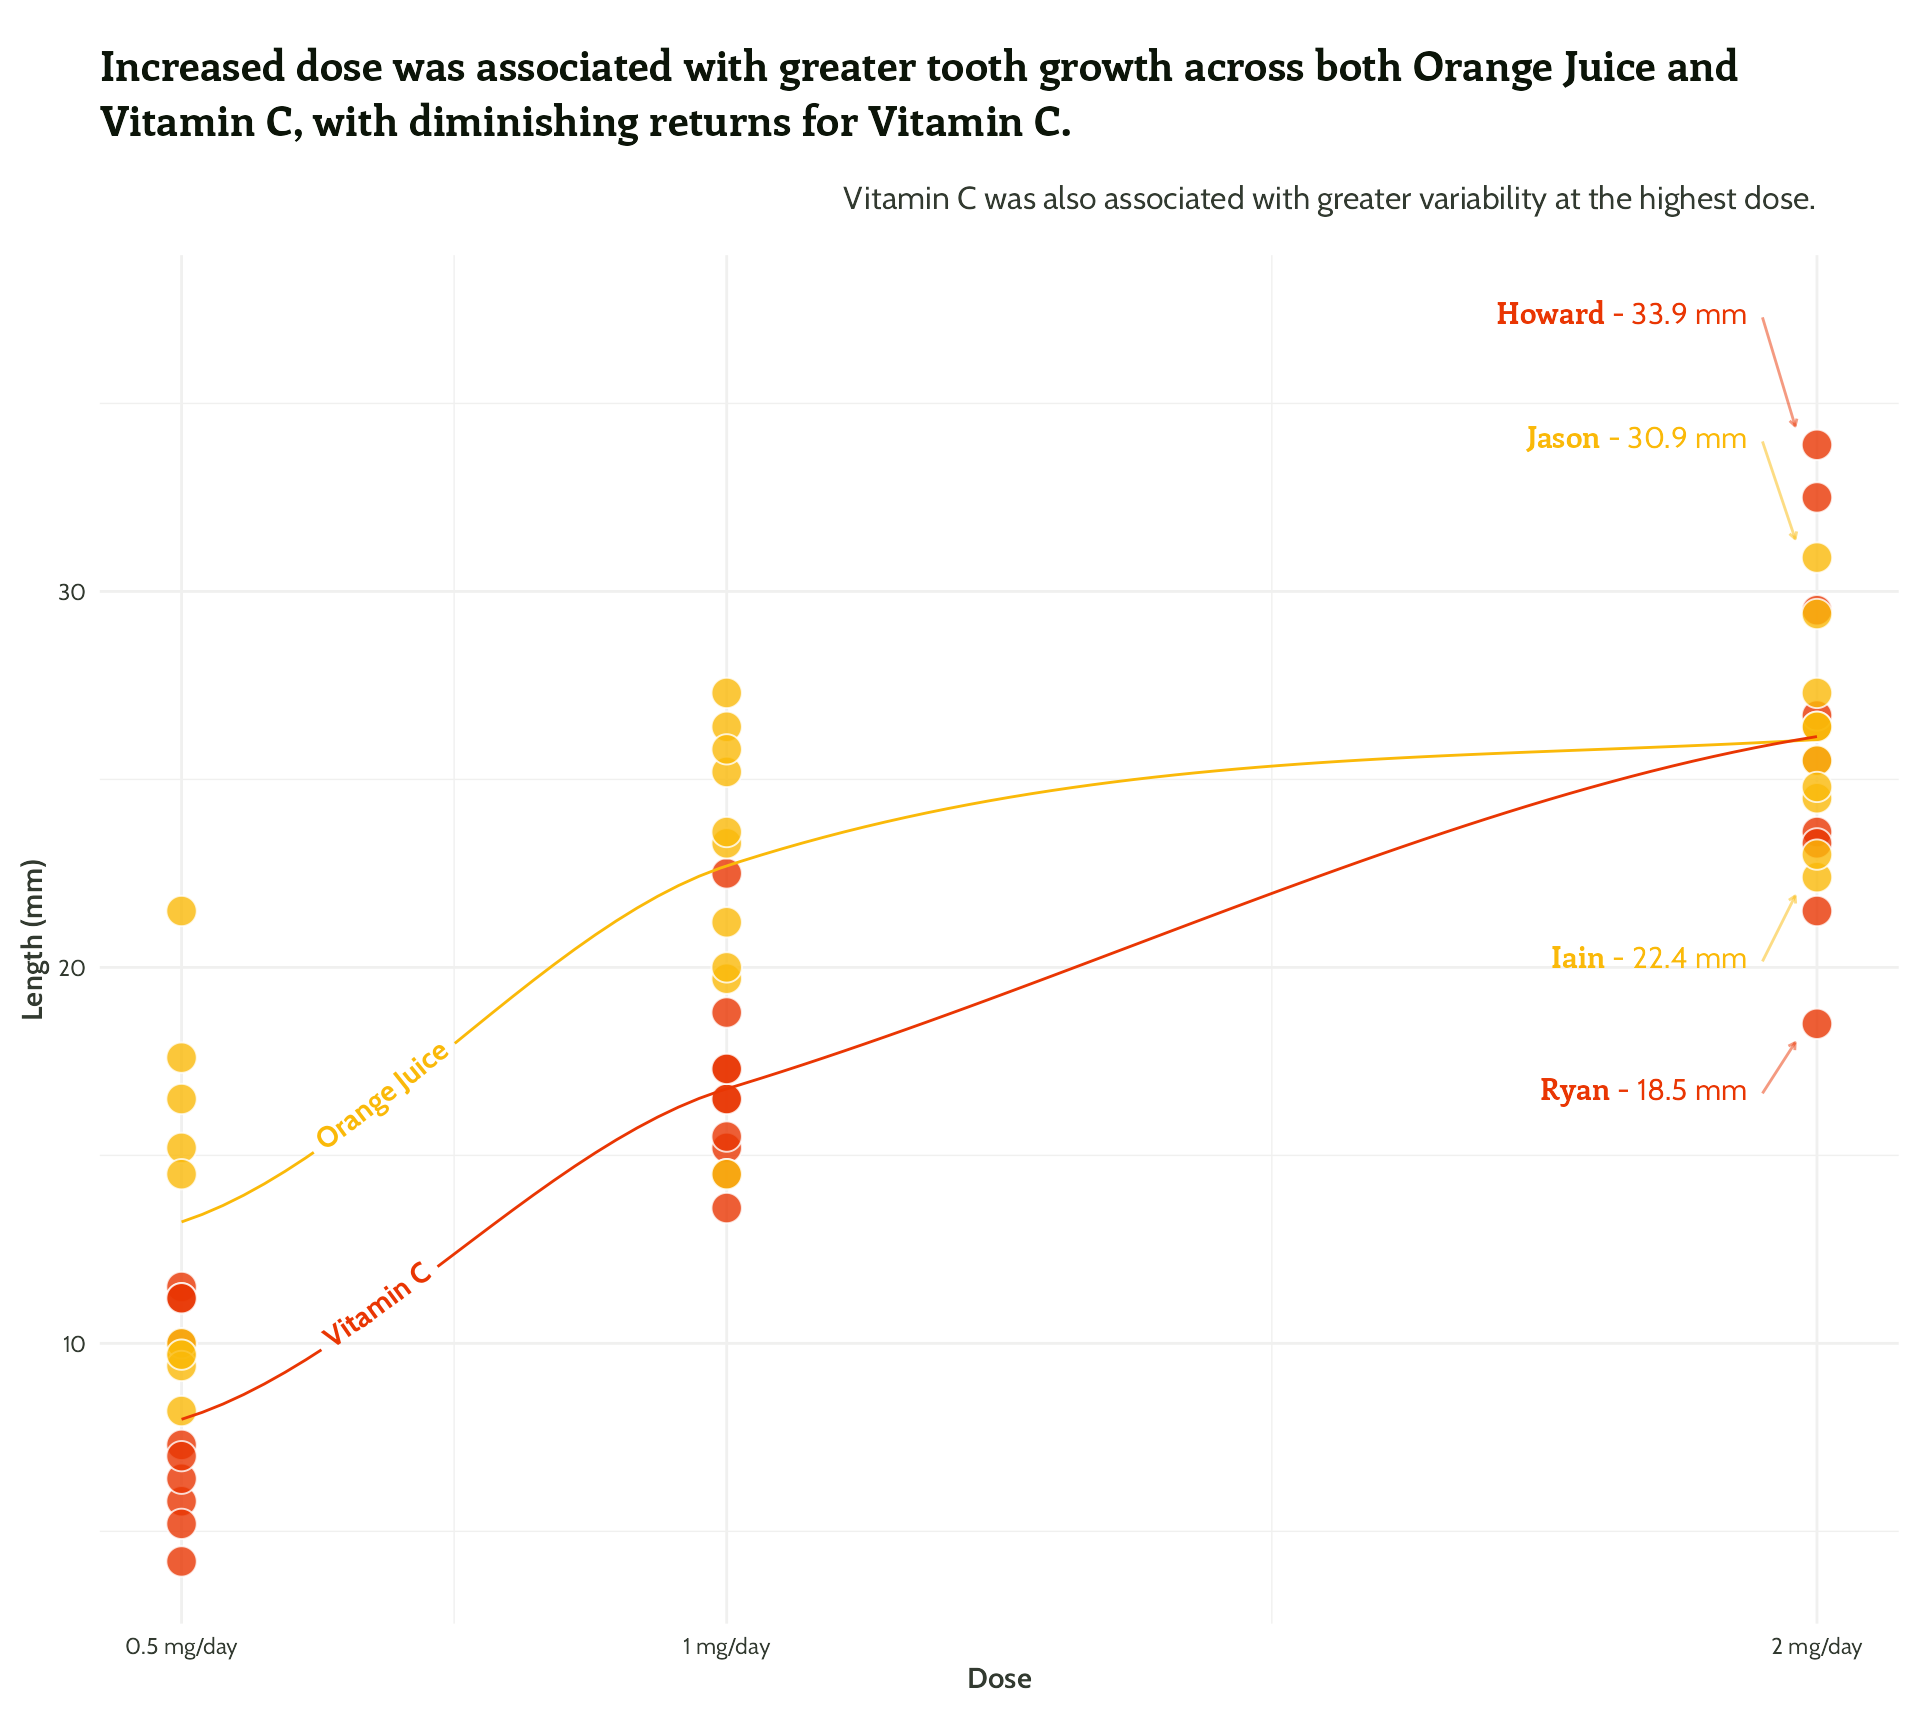 Increased dose was associated with greater tooth growth across both Orange Juice and
Vitamin C, with diminishing returns for Vitamin C.
Vitamin C was also associated with greater variability at the highest dose.
Howard - 33.9 mm
Jason - 30.9 mm
30
Length (mm)
20
Iain - 22.4 mm
Orange Juice
Ryan - 18.5 mm
Vitamin C
10
0.5 mg/day
1 mg/day
2 mg/day
Dose